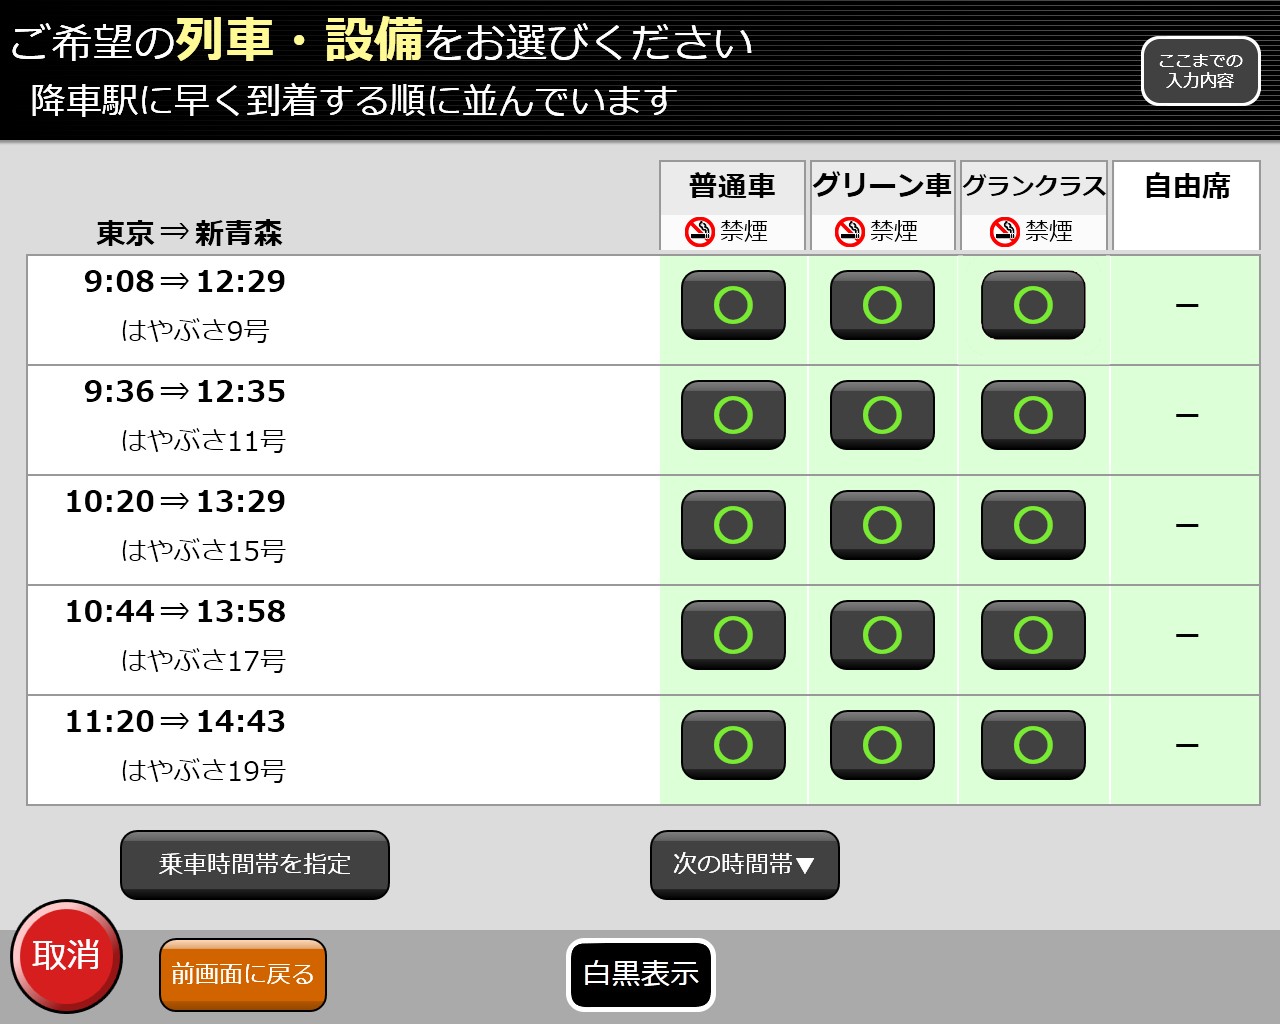 ご希望の列車・設備をお選びください
降車駅に早く到着する順に並んでいます
ここまでの
入力内容
普通車 グリーン車 グランクラス 自由席
東京⇒新青森 禁煙 禁煙 禁煙
9:08⇒12:29
はやぶさ9号
○ ○ ○ −
9:36⇒12:35
はやぶさ11号
○ ○ ○ −
10:20⇒13:29
はやぶさ15号
○ ○ ○ −
10:44⇒13:58
はやぶさ17号
○ ○ ○ −
11:20⇒14:43
はやぶさ19号
○ ○ ○ −
乗車時間帯を指定 次の時間帯▼
取消 前画面に戻る 白黒表示